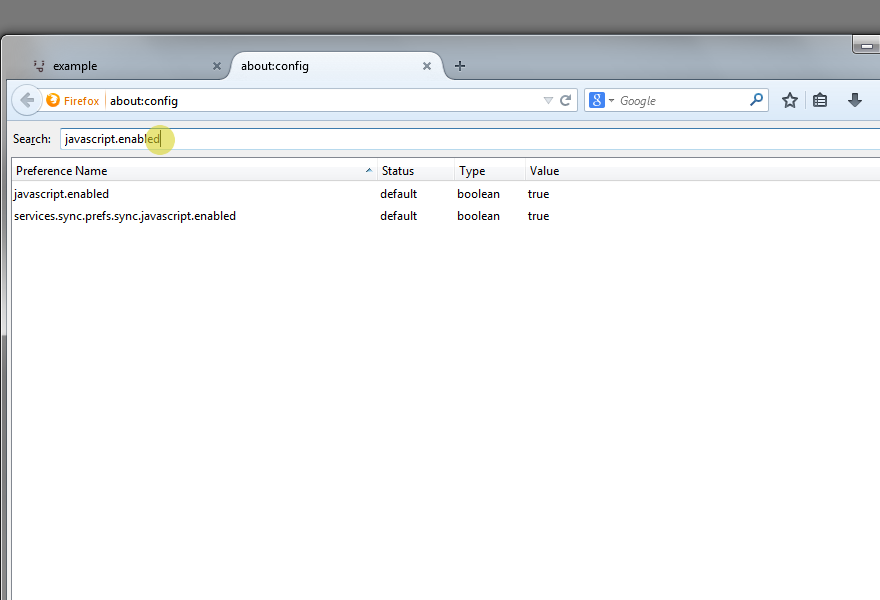 example
about:config
Firefox about:config
8 Google
Search: javascript.enabled
Preference Name Status Type Value
javascript.enabled default boolean true
services.sync.prefs.sync.javascript.enabled default boolean true